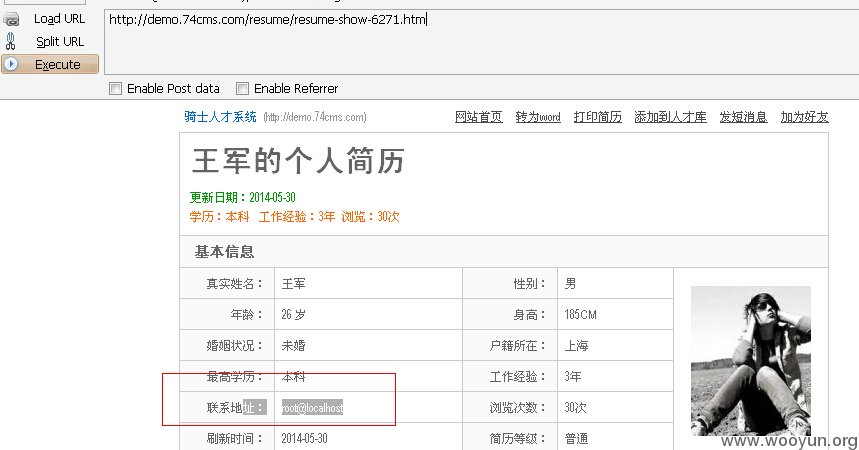 Load URL
http://demo.74cms.com/resume/resume-show-6271.htm
Split URL
Execute
Enable Post data Enable Referrer
骑士人才系统 (http://demo.74cms.com) 网站首页 转为word 打印简历 添加到人才库 发短消息 加为好友
王军的个人简历
更新日期：2014-05-30
学历：本科 工作经验：3年 浏览：30次
基本信息
真实姓名： 王军 性别： 男
年龄： 26 岁 身高： 185CM
婚姻状况： 未婚 户籍所在： 上海
最高学历： 本科 工作经验： 3年
联系地址： root@localhost 浏览次数： 30次
刷新时间： 2014-05-30 简历等级： 普通
www.wooyun.org